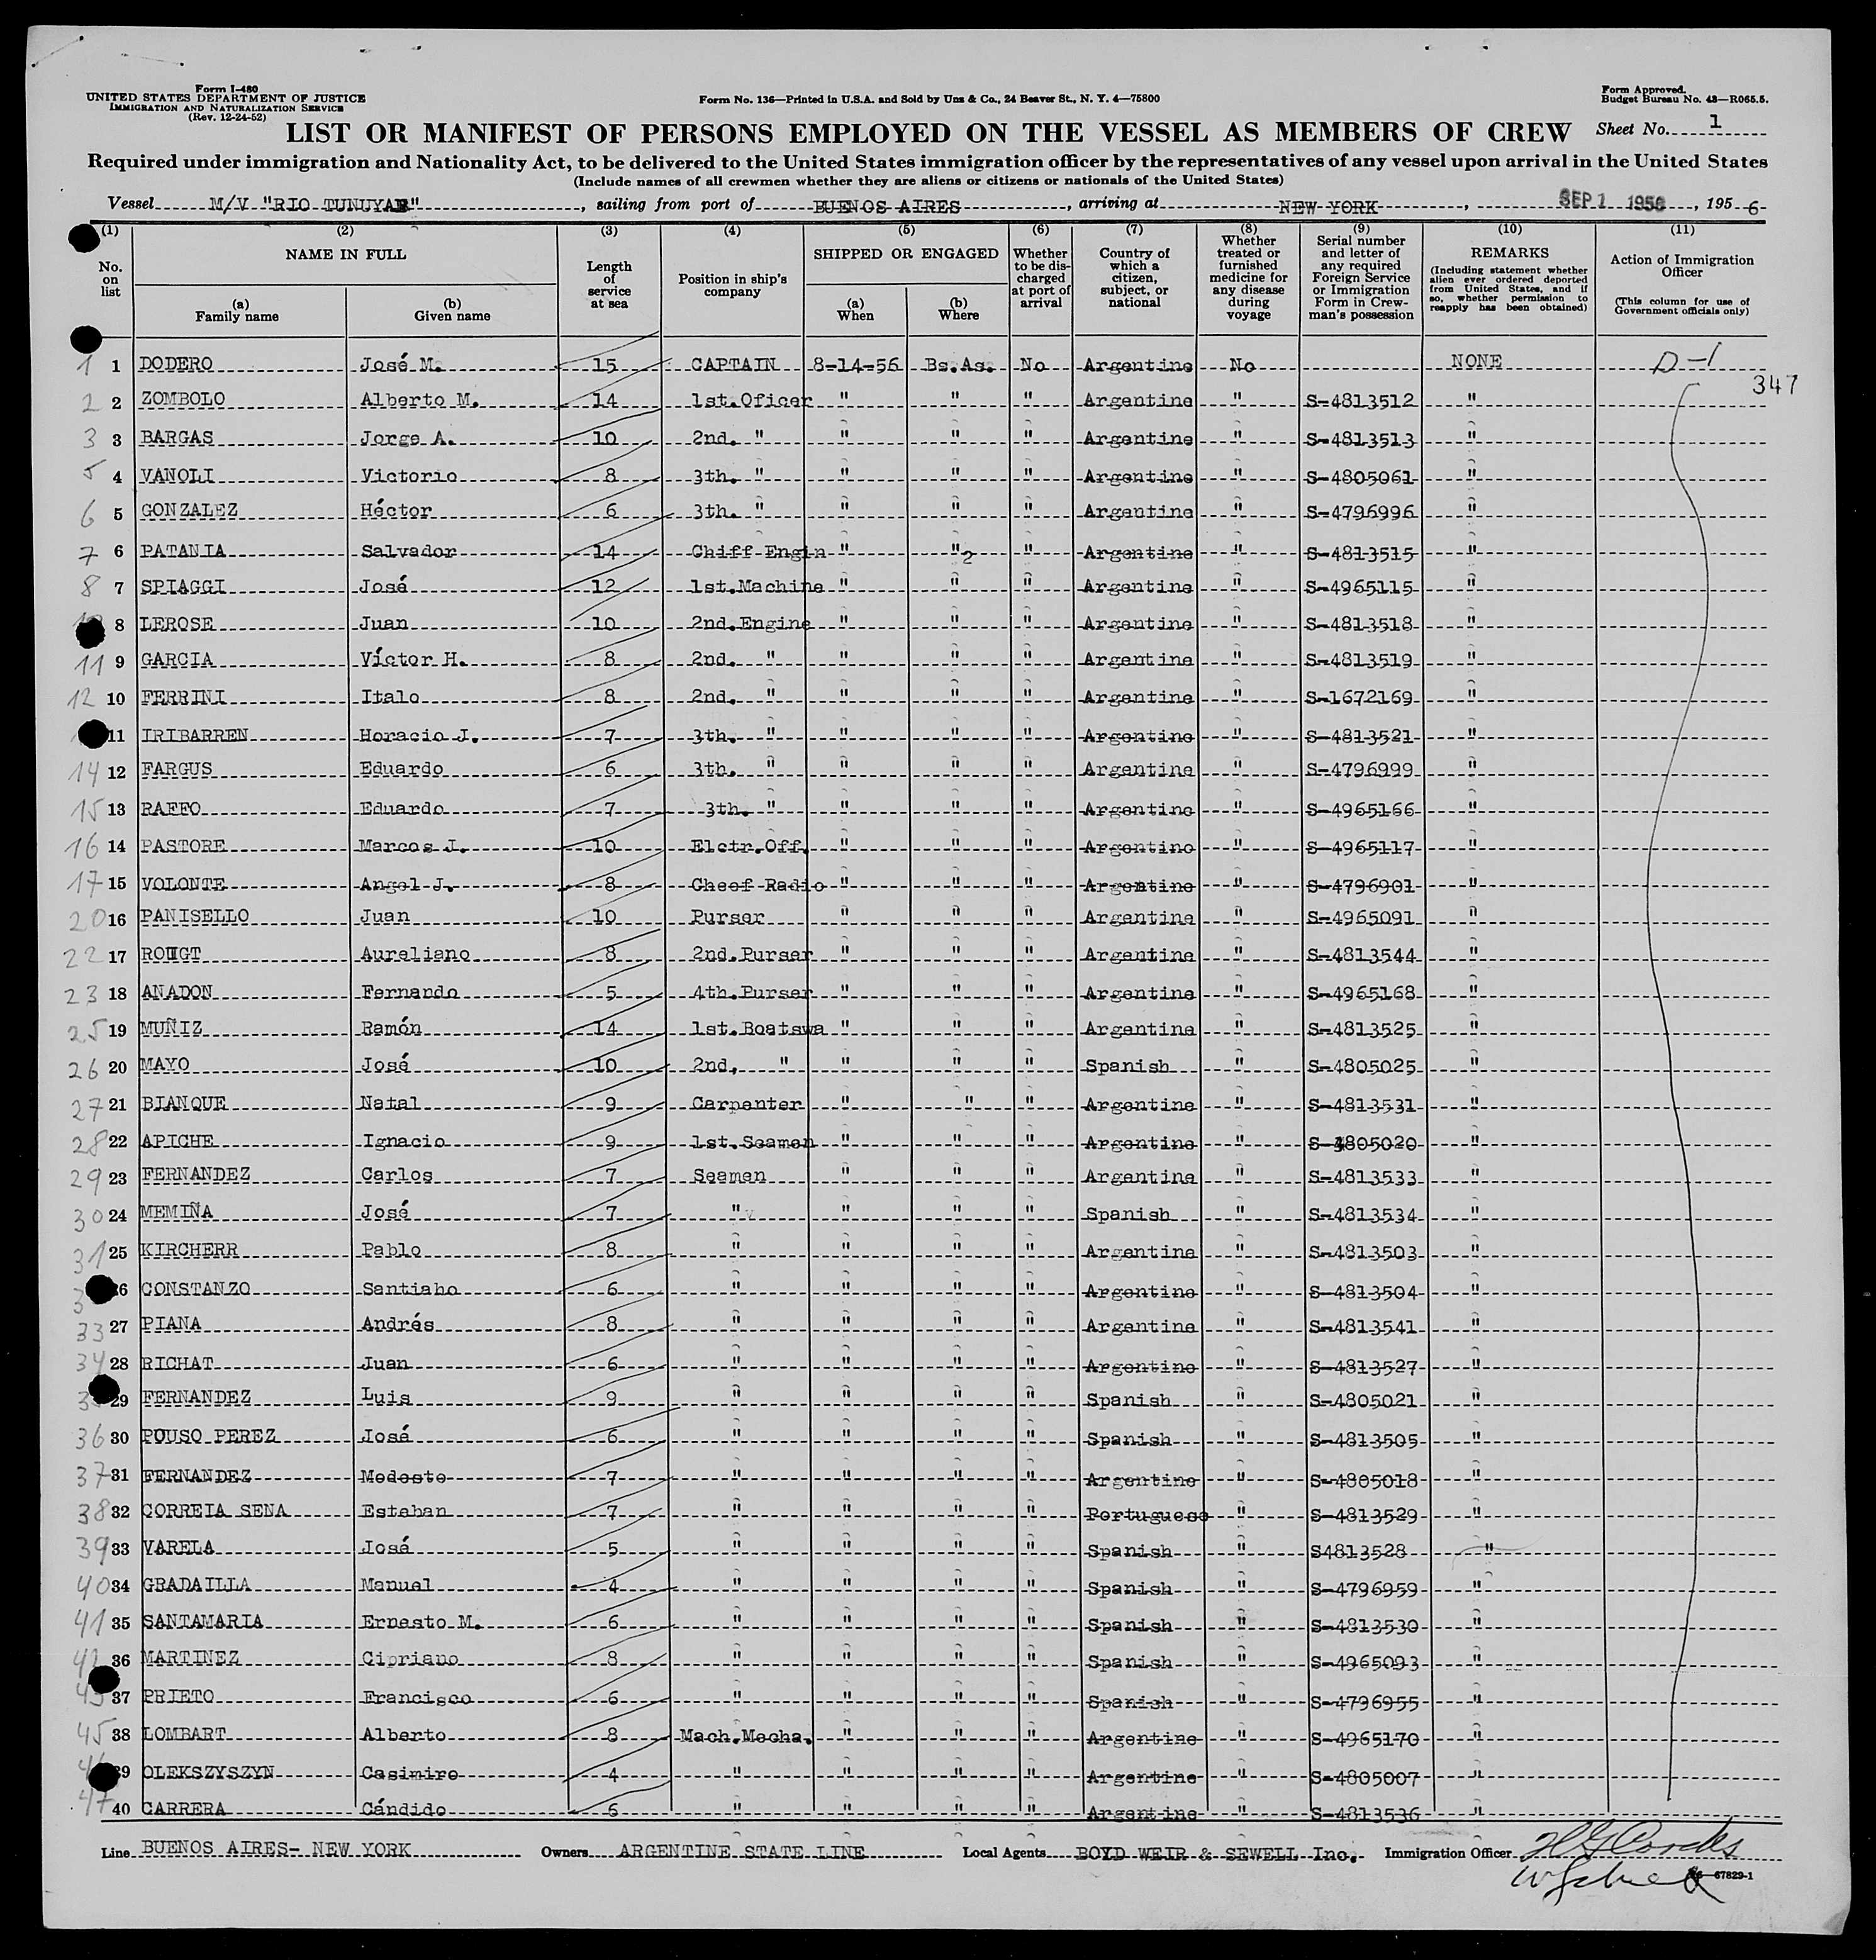 Form I-480
UNITED STATES DEPARTMENT OF JUSTICE
IMMIGRATION AND NATURALIZATION SERVICE
(Rev. 12-24-52)
Form No. 136—Printed in U.S.A. and Sold by Unz & Co., 24 Beaver St., N. Y. 4—75800
Form Approved.
Budget Bureau No. 43—R065.5.
LIST OR MANIFEST OF PERSONS EMPLOYED ON THE VESSEL AS MEMBERS OF CREW Sheet No. 1
Required under immigration and Nationality Act, to be delivered to the United States immigration officer by the representatives of any vessel upon arrival in the United States
(Include names of all crewmen whether they are aliens or citizens or nationals of the United States)
Vessel M/V "RIO TUNUYAN", sailing from port of BUENOS AIRES, arriving at NEW YORK, SEP 1 1956, 195 6
(1) No. on list
(2) NAME IN FULL (a) Family name (b) Given name
(3) Length of service at sea
(4) Position in ship's company
(5) SHIPPED OR ENGAGED (a) When (b) Where
(6) Whether to be discharged at port of arrival
(7) Country of which a citizen, subject, or national
(8) Whether treated or furnished medicine for any disease during voyage
(9) Serial number and letter of any required Foreign Service or Immigration Form in Crewman's possession
(10) REMARKS (Including statement whether alien ever ordered deported from United States, and if so, whether permission to reapply has been obtained)
(11) Action of Immigration Officer (This column for use of Government officials only)
1 1 DODERO José M. 15 CAPTAIN 8-14-56 Bs.As. No Argentine No NONE D-1
347
2 2 ZOMBOLO Alberto M. 14 1st.Oficer " " " Argentine " S-4813512 "
3 3 BARGAS Jorge A. 10 2nd. " " " " Argentine " S-4813513 "
5 4 VANOLI Victorio 8 3th. " " " " Argentine " S-4805061 "
6 5 GONZALEZ Héctor 6 3th. " " " " Argentine " S-4796996 "
7 6 PATANIA Salvador 14 Chiff Engin " " 2 " Argentine " S-4813515 "
8 7 SPIAGGI José 12 1st.Machine " " " Argentine " S-4965115 "
8 LEROSE Juan 10 2nd.Engine " " " Argentine " S-4813518 "
11 9 GARCIA Víctor H. 8 2nd. " " " " Argentine " S-4813519 "
12 10 FERRINI Italo 8 2nd. " " " " Argentine " S-1672169 "
11 IRIBARREN Horacio J. 7 3th. " " " " Argentine " S-4813521 "
14 12 FARGUS Eduardo 6 3th. " " " " Argentine " S-4796999 "
15 13 RAFFO Eduardo 7 3th. " " " " Argentine " S-4965166 "
16 14 PASTORE Marcos J. 10 Elctr.Off. " " " Argentine " S-4965117 "
17 15 VOLONTE Angel J. 8 Cheef Radio " " " Argentine " S-4796901 "
20 16 PANISELLO Juan 10 Purser " " " Argentine " S-4965091 "
22 17 Aureliano 8 2nd.Purser " " " Argentine " S-4813544 "
23 18 ANADON Fernando 5 4th.Purser " " " Argentine " S-4965168 "
25 19 MUÑIZ Ramón 14 1st.Boatswa " " " Argentine " S-4813525 "
26 20 MAYO José 10 2nd, " " " " Spanish " S-4805025 "
27 21 BIANQUE Natal 9 Carpenter " " " Argentine " S-4813531 "
28 22 APICHE Ignacio 9 1st.Seamen " " " Argentine " S-4805020 "
29 23 FERNANDEZ Carlos 7 Seamen " " " Argentine " S-4813533 "
30 24 MEMIÑA José 7 " " " " Spanish " S-4813534 "
31 25 KIRCHERR Pablo 8 " " " " Argentine " S-4813503 "
26 CONSTANZO Santiaho 6 " " " " Argentine " S-4813504 "
33 27 PIANA Andrés 8 " " " " Argentine " S-4813541 "
34 28 RICHAT Juan 6 " " " " Argentine " S-4813527 "
29 FERNANDEZ Luis 9 " " " " Spanish " S-4805021 "
36 30 POUSO PEREZ José 6 " " " " Spanish " S-4813505 "
37 31 FERNANDEZ Modesto 7 " " " " Argentine " S-4805018 "
38 32 CORREIA SENA Esteban 7 " " " " Portuguese " S-4813529 "
39 33 VARELA José 5 " " " " Spanish " S4813528 "
40 34 GRADAILLA Manuel 4 " " " " Spanish " S-4796959 "
41 35 SANTAMARIA Ernesto M. 6 " " " " Spanish " S-4813530 "
42 36 MARTINEZ Cipriano 8 " " " " Spanish " S-4965093 "
43 37 PRIETO Francisco 6 " " " " Spanish " S-4796955 "
45 38 LOMBART Alberto 8 Mach.Mecha. " " " Argentine " S-4965170 "
39 OLEKSZYSZYN Casimiro 4 " " " " Argentine " S-4805007 "
47 40 CARRERA Cándido 6 " " " " Argentine " S-4813536 "
Line BUENOS AIRES- NEW YORK Owners ARGENTINE STATE LINE Local Agents BOYD WEIR & SEWELL Inc. Immigration Officer
67829-1